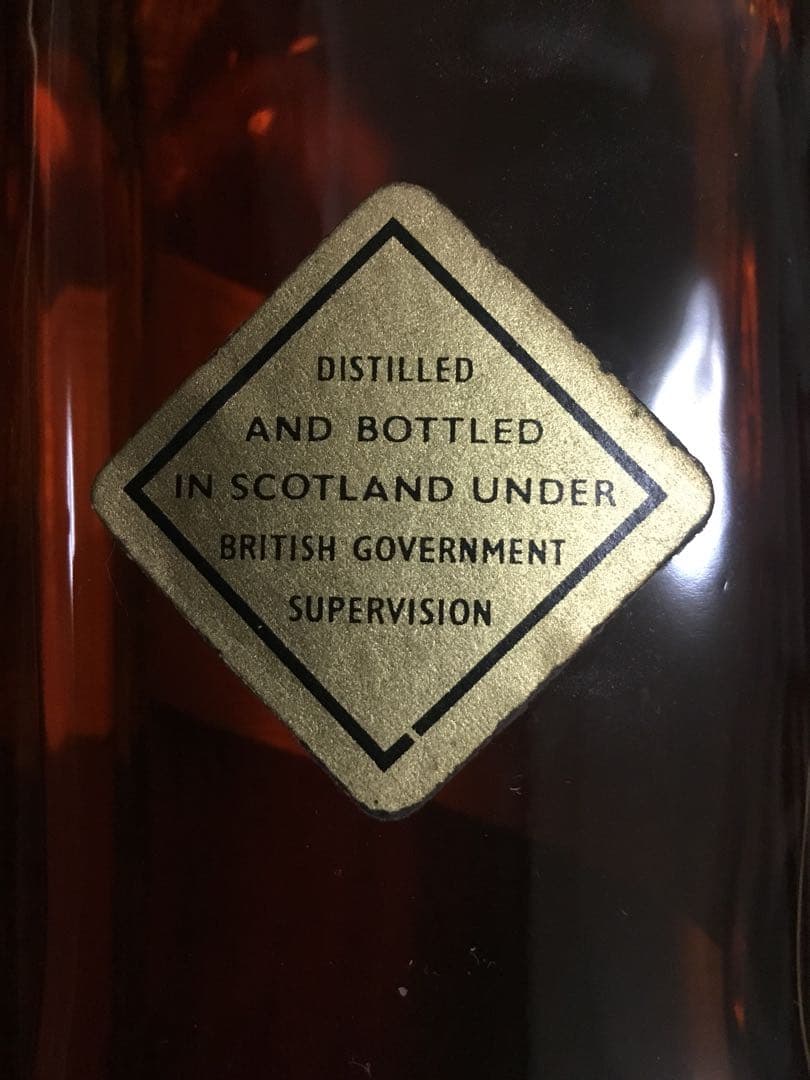 DISTILLED
AND BOTTLED
IN SCOTLAND UNDER
BRITISH GOVERNMENT
SUPERVISION